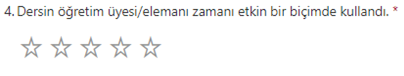 4. Dersin öğretim üyesi/elemanı zamanı etkin bir biçimde kullandı. *